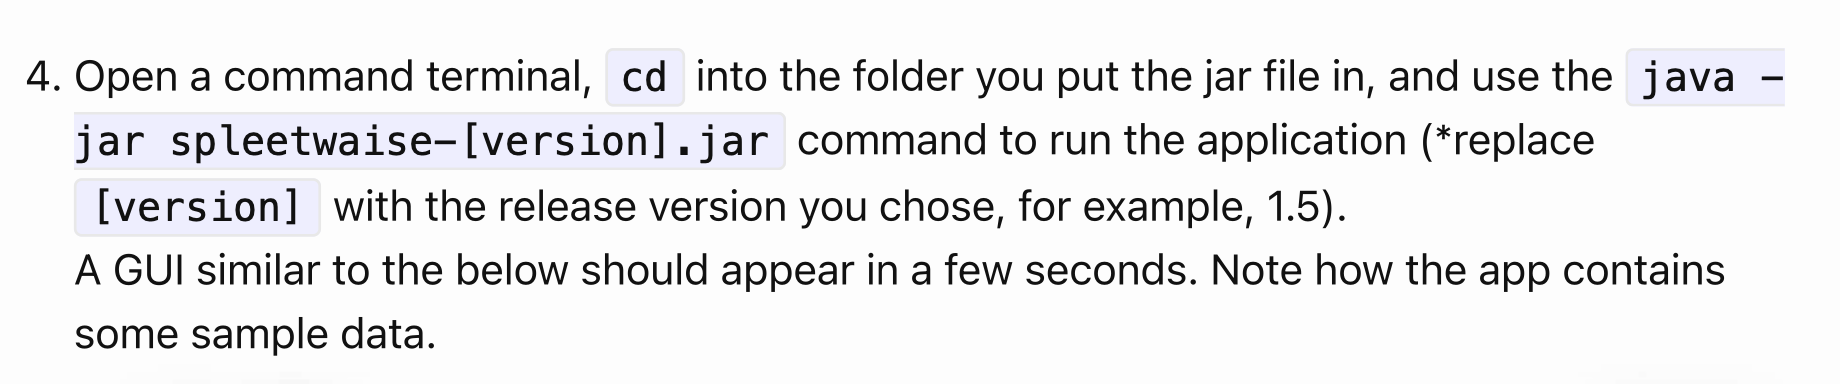 4. Open a command terminal, cd into the folder you put the jar file in, and use the java -
jar spleetwaise-[version].jar command to run the application (*replace
[version] with the release version you chose, for example, 1.5).
A GUI similar to the below should appear in a few seconds. Note how the app contains
some sample data.